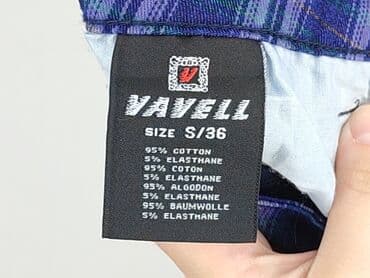 V
VAVELL
SIZE S/36
95% COTTON
5% ELASTHANE
95% COTON
5% ELASTHANE
95% ALGODON
5% ELASTHANE
95% BAUMWOLLE
5% ELASTHANE